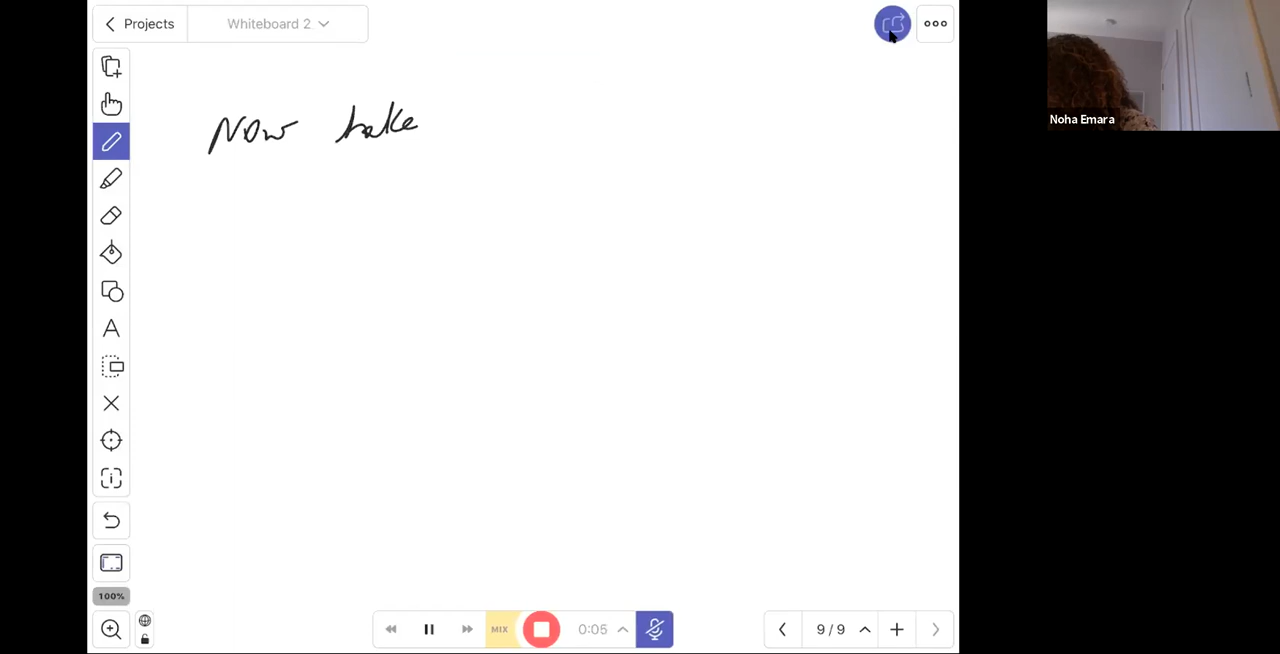 Projects
Whiteboard 2
Noha Emara
Now take
A
i
100%
MIX
0:05
9/9